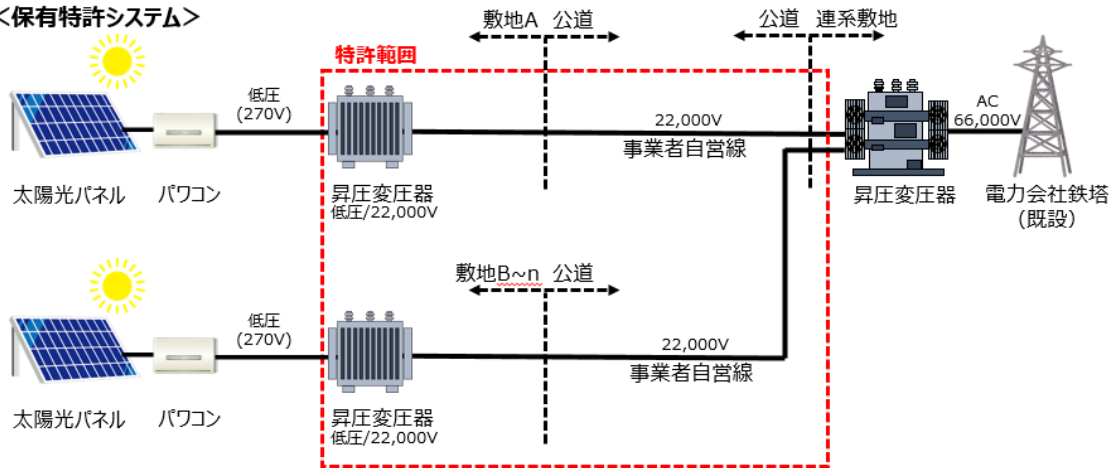 <保有特許システム>
敷地A 公道
公道 連系敷地
特許範囲
低圧
(270V)
22,000V
事業者自営線
AC
66,000V
太陽光パネル
パワコン
昇圧変圧器
低圧/22,000V
昇圧変圧器
電力会社鉄塔
(既設)
敷地B~n 公道
低圧
(270V)
22,000V
事業者自営線
太陽光パネル
パワコン
昇圧変圧器
低圧/22,000V